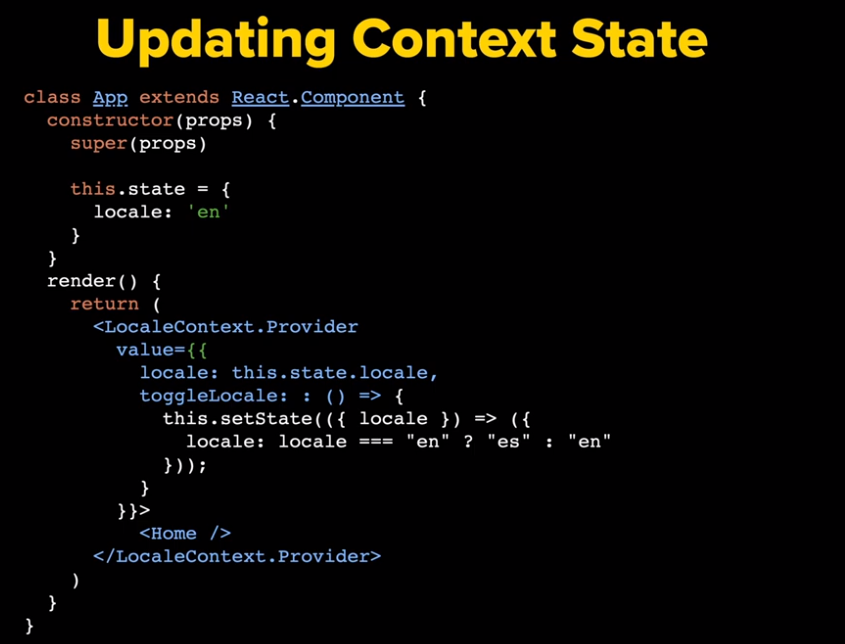 Updating Context State
class App extends React.Component {
constructor(props) {
super(props)
this.state = {
locale: 'en'
}
}
render() {
return (
<LocaleContext.Provider
value={{
locale: this.state.locale,
toggleLocale: : () => {
this.setState(({ locale }) => ({
locale: locale === "en" ? "es" : "en"
}));
}
}}>
<Home />
</LocaleContext.Provider>
)
}
}